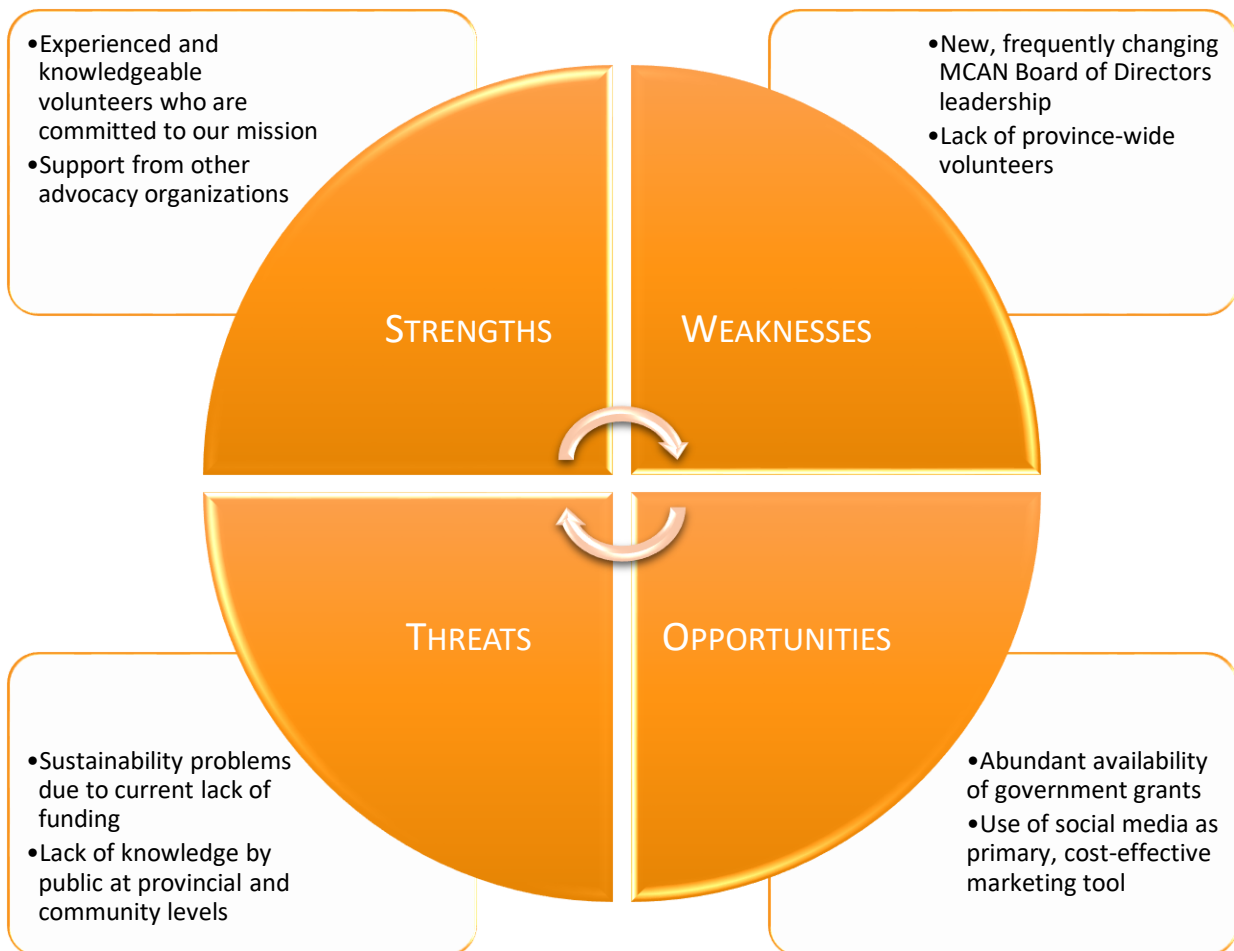 •Experienced and
knowledgeable
volunteers who are
committed to our mission
•Support from other
advocacy organizations
•New, frequently changing
MCAN Board of Directors
leadership
•Lack of province-wide
volunteers
STRENGTHS
WEAKNESSES
THREATS
OPPORTUNITIES
•Sustainability problems
due to current lack of
funding
•Lack of knowledge by
public at provincial and
community levels
•Abundant availability
of government grants
•Use of social media as
primary, cost-effective
marketing tool